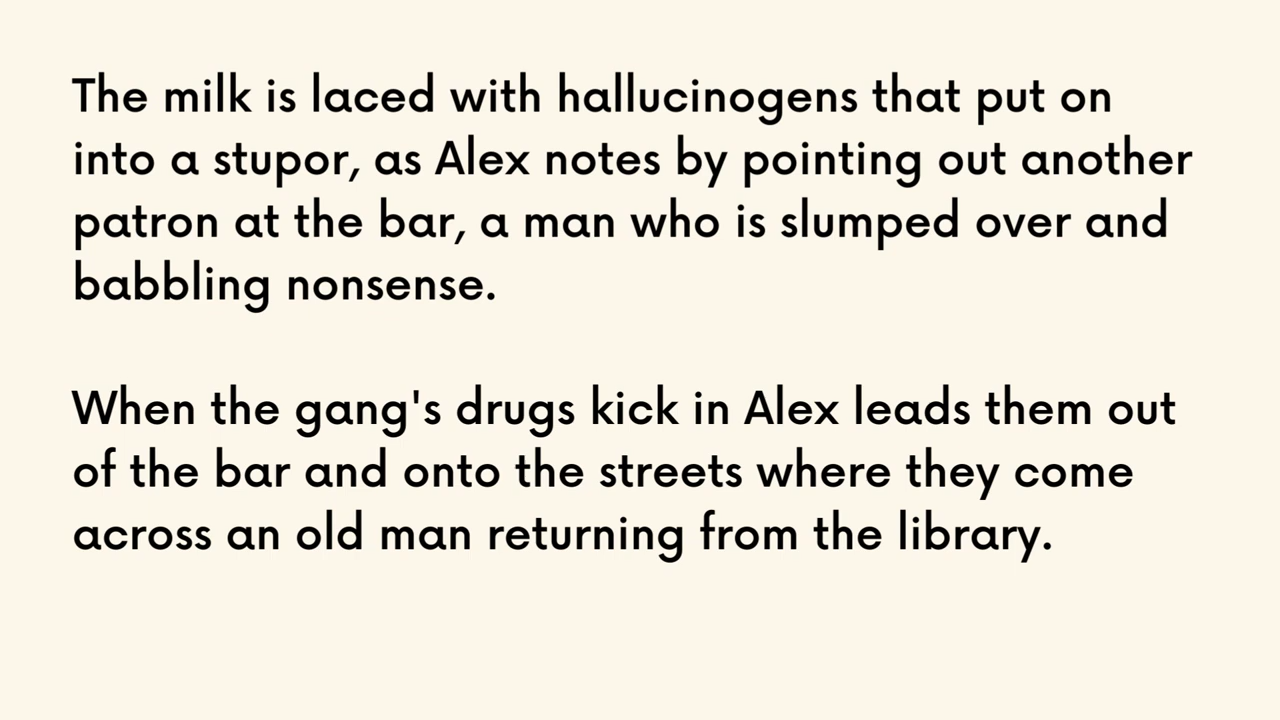 The milk is laced with hallucinogens that put on
into a stupor, as Alex notes by pointing out another
patron at the bar, a man who is slumped over and
babbling nonsense.
When the gang's drugs kick in Alex leads them out
of the bar and onto the streets where they come
across an old man returning from the library.